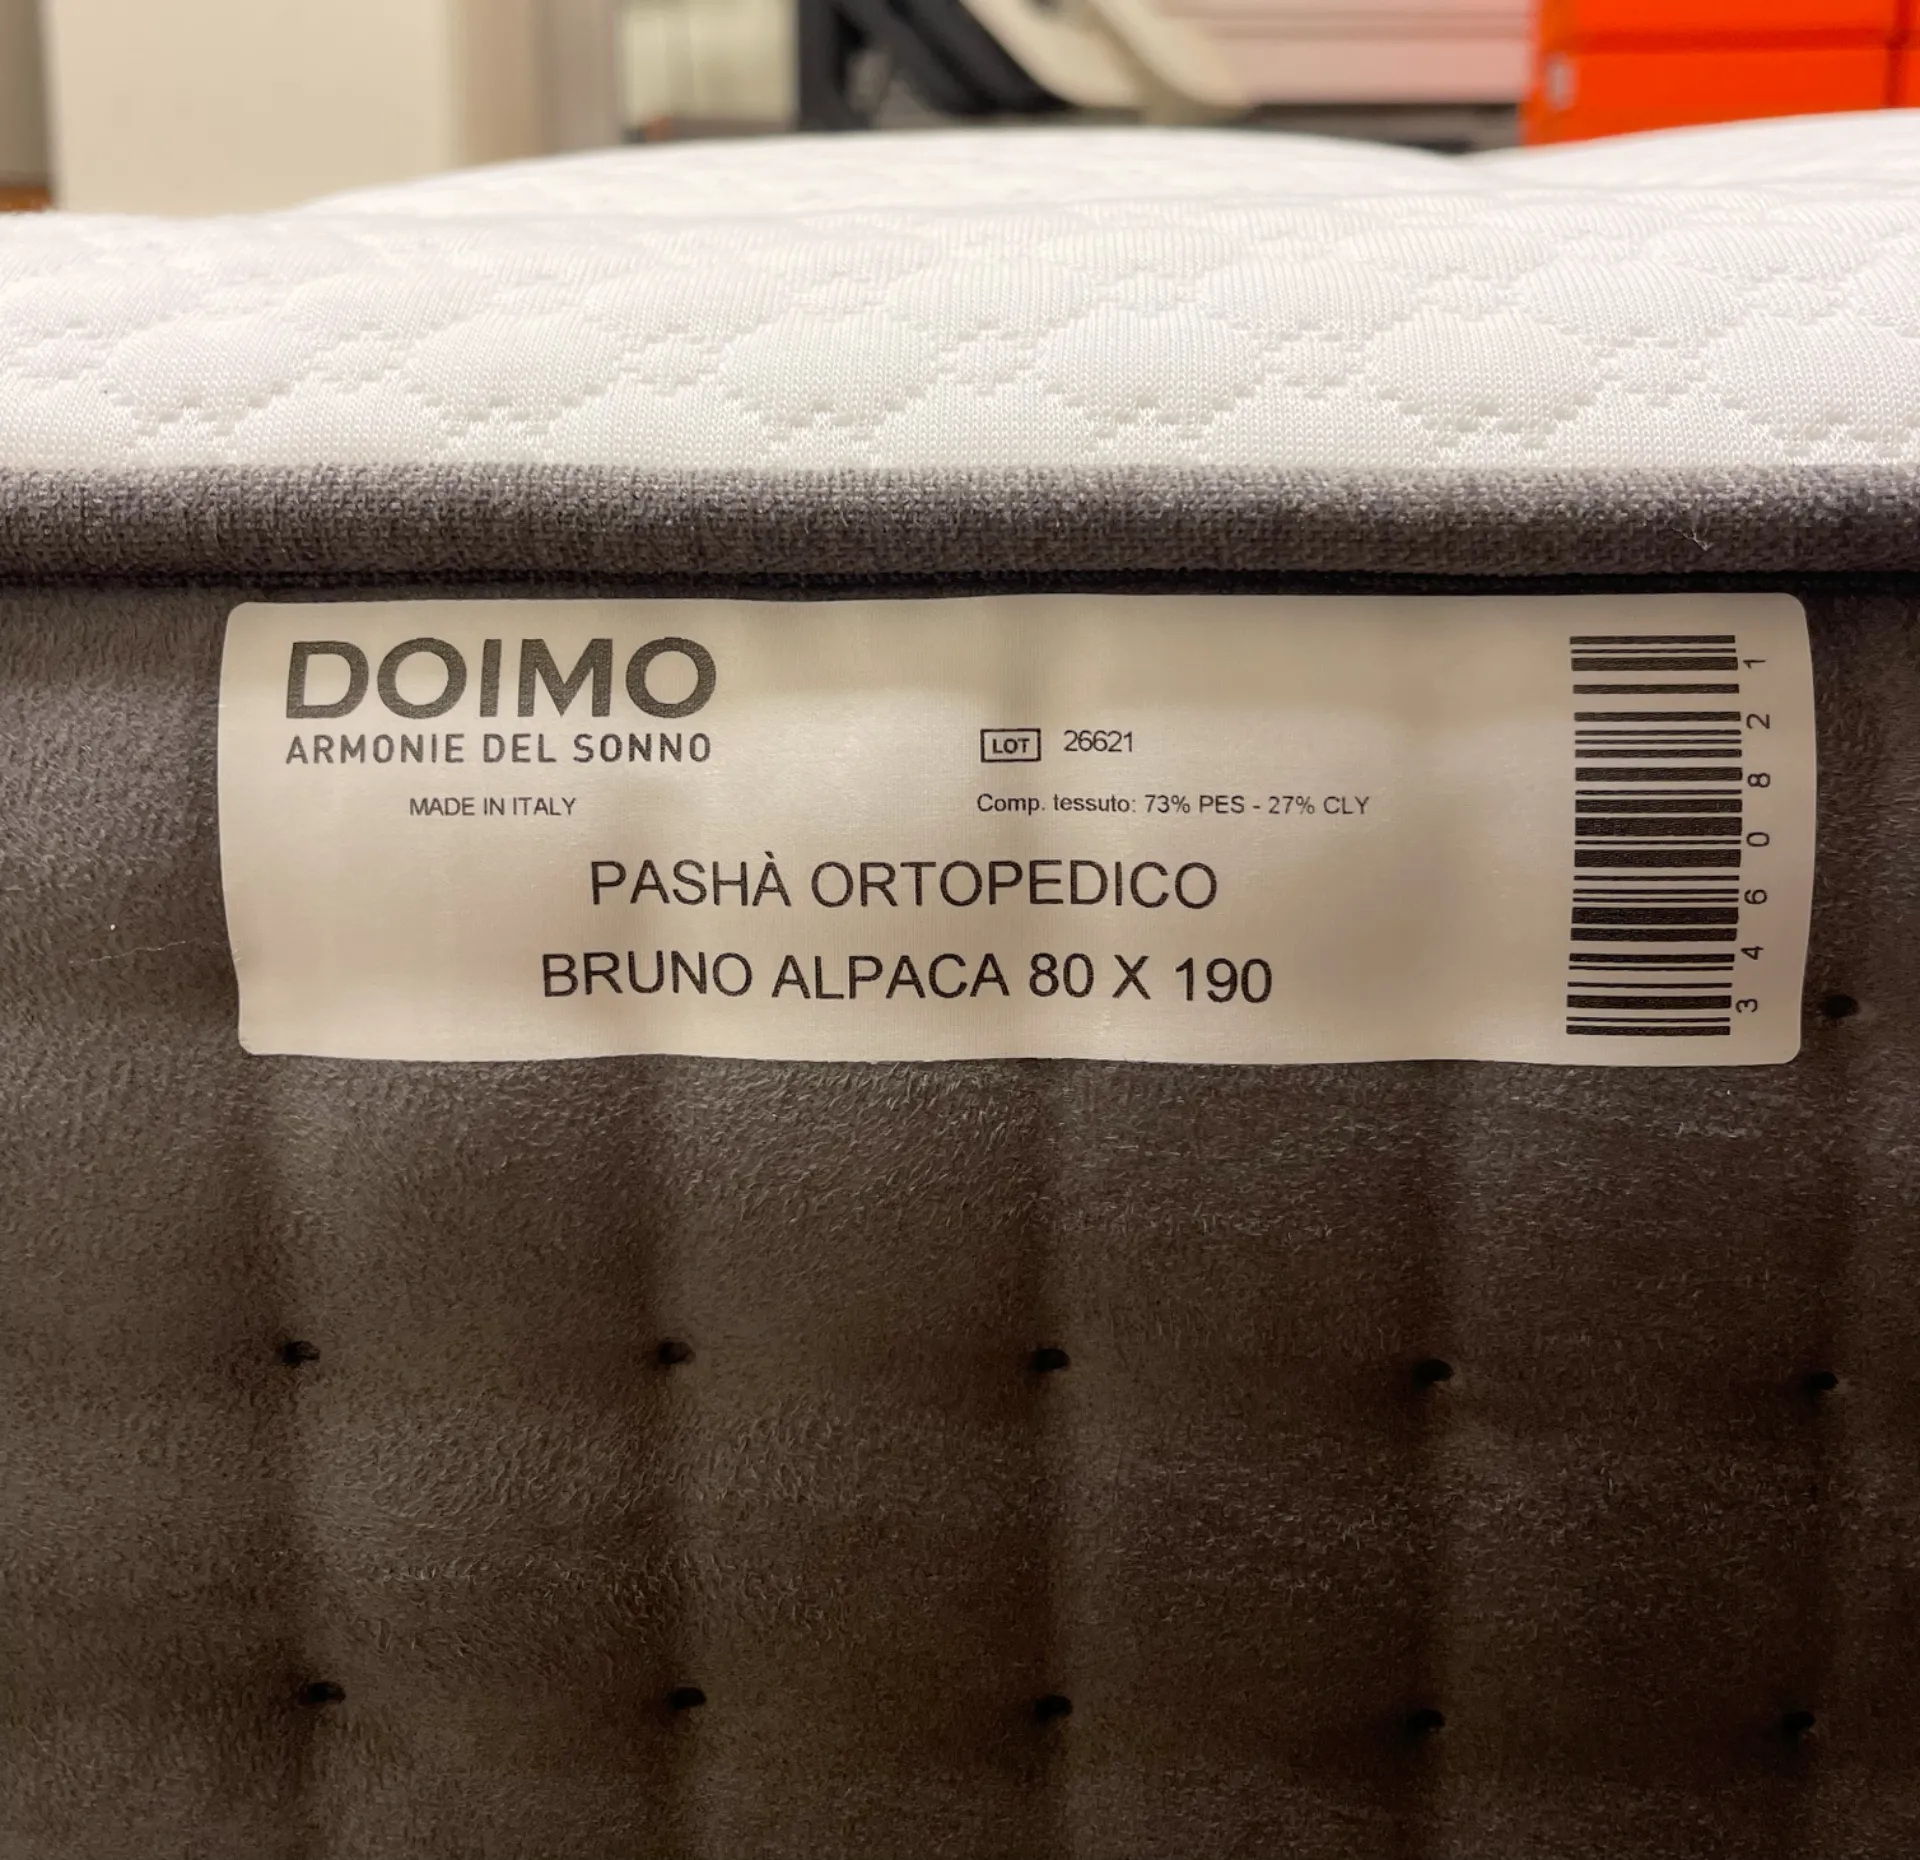 DOIMO
ARMONIE DEL SONNO
MADE IN ITALY
LOT 26621
Comp. tessuto: 73% PES - 27% CLY
PASHÀ ORTOPEDICO
BRUNO ALPACA 80 X 190
34608021